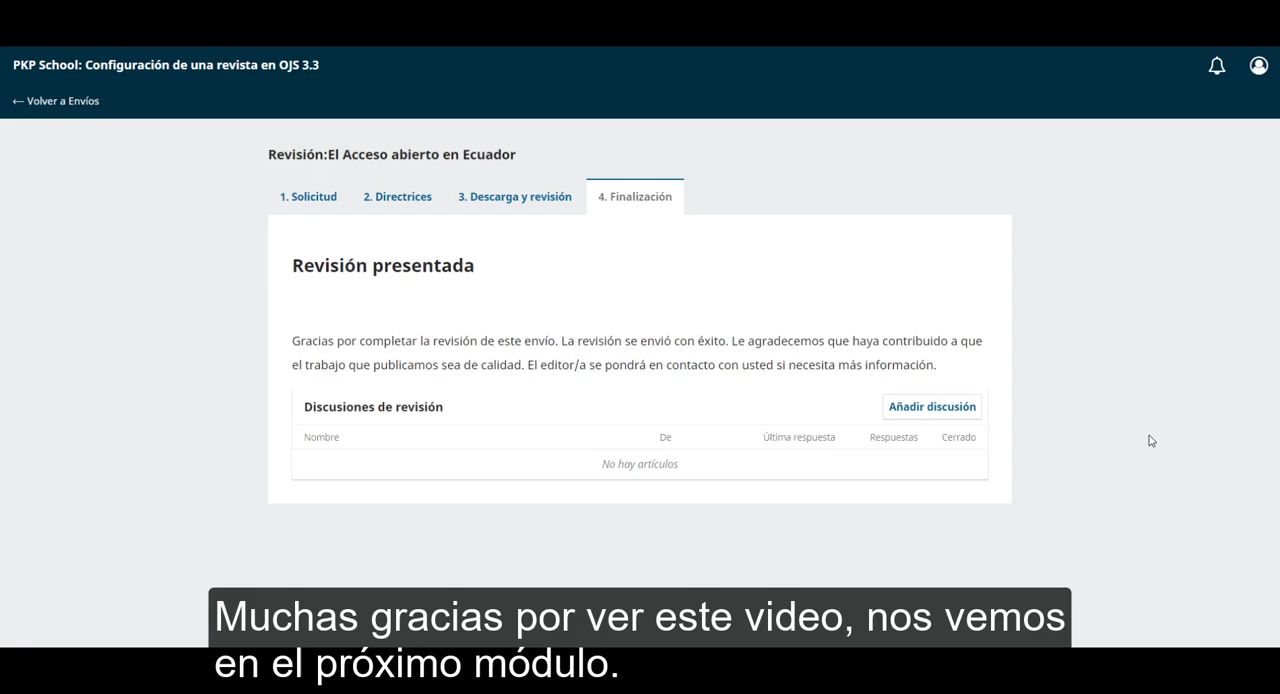 PKP School: Configuración de una revista en OJS 3.3
← Volver a Envíos
Revisión:El Acceso abierto en Ecuador
1. Solicitud 2. Directrices 3. Descarga y revisión 4. Finalización
Revisión presentada
Gracias por completar la revisión de este envío. La revisión se envió con éxito. Le agradecemos que haya contribuido a que
el trabajo que publicamos sea de calidad. El editor/a se pondrá en contacto con usted si necesita más información.
Discusiones de revisión Añadir discusión
Nombre De Última respuesta Respuestas Cerrado
No hay artículos
Muchas gracias por ver este video, nos vemos
en el próximo módulo.